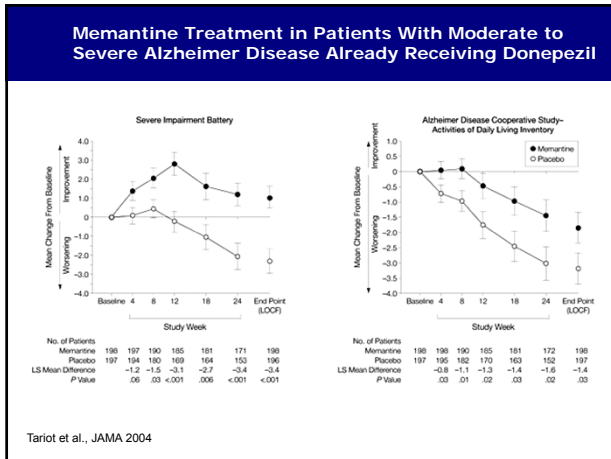 Memantine Treatment in Patients With Moderate to
Severe Alzheimer Disease Already Receiving Donepezil
Severe Impairment Battery
Mean Change From Baseline
Improvement
Worsening
4.0
3.0
2.0
1.0
0
−1.0
−2.0
−3.0
−4.0
Baseline 4 8 12 18 24 End Point
(LOCF)
Study Week
No. of Patients
Memantine 198 197 190 185 181 171 198
Placebo 197 194 180 169 164 153 196
LS Mean Difference −1.2 −1.5 −3.1 −2.7 −3.4 −3.4
P Value .06 .03 <.001 .006 <.001 <.001
Alzheimer Disease Cooperative Study–
Activities of Daily Living Inventory
Memantine
Placebo
Mean Change From Baseline
Improvement
Worsening
1.0
0.5
0
−0.5
−1.0
−1.5
−2.0
−2.5
−3.0
−3.5
−4.0
Baseline 4 8 12 18 24 End Point
(LOCF)
Study Week
No. of Patients
Memantine 198 198 190 185 181 172 198
Placebo 197 195 182 170 163 152 197
LS Mean Difference −0.8 −1.1 −1.3 −1.4 −1.6 −1.4
P Value .03 .01 .02 .03 .02 .03
Tariot et al., JAMA 2004